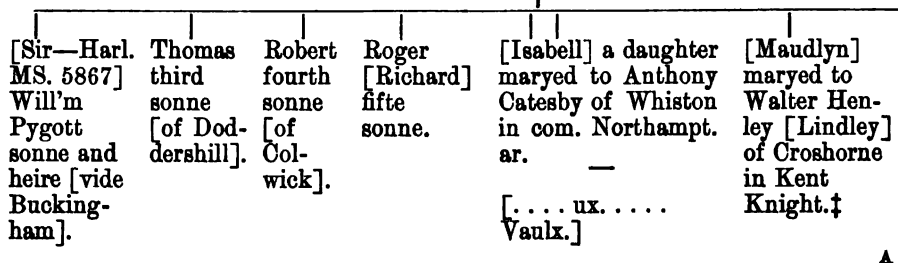 [Sir—Harl.
MS. 5867]
Will'm
Pygott
sonne and
heire [vide
Bucking-
ham].
Thomas
third
sonne
[of Dod-
dershill].
Robert
fourth
sonne
[of
Col-
wick].
Roger
[Richard]
fifte
sonne.
[Isabell] a daughter
maryed to Anthony
Catesby of Whiston
in com. Northampt.
ar.
—
[. . . . ux. . . . .
Vaulx.]
[Maudlyn]
maryed to
Walter Hen-
ley [Lindley]
of Croshorne
in Kent
Knight.‡
A